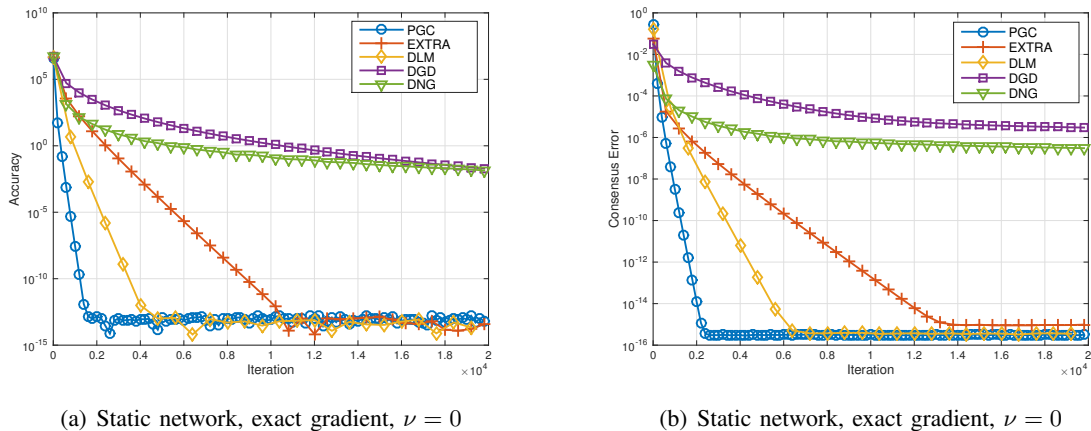 10^10
10^5
10^0
10^-5
10^-10
10^-15
Accuracy
0 0.2 0.4 0.6 0.8 1 1.2 1.4 1.6 1.8 2
Iteration
×10^4
PGC
EXTRA
DLM
DGD
DNG
(a) Static network, exact gradient, ν = 0
10^0
10^-2
10^-4
10^-6
10^-8
10^-10
10^-12
10^-14
10^-16
Consensus Error
0 0.2 0.4 0.6 0.8 1 1.2 1.4 1.6 1.8 2
Iteration
×10^4
PGC
EXTRA
DLM
DGD
DNG
(b) Static network, exact gradient, ν = 0